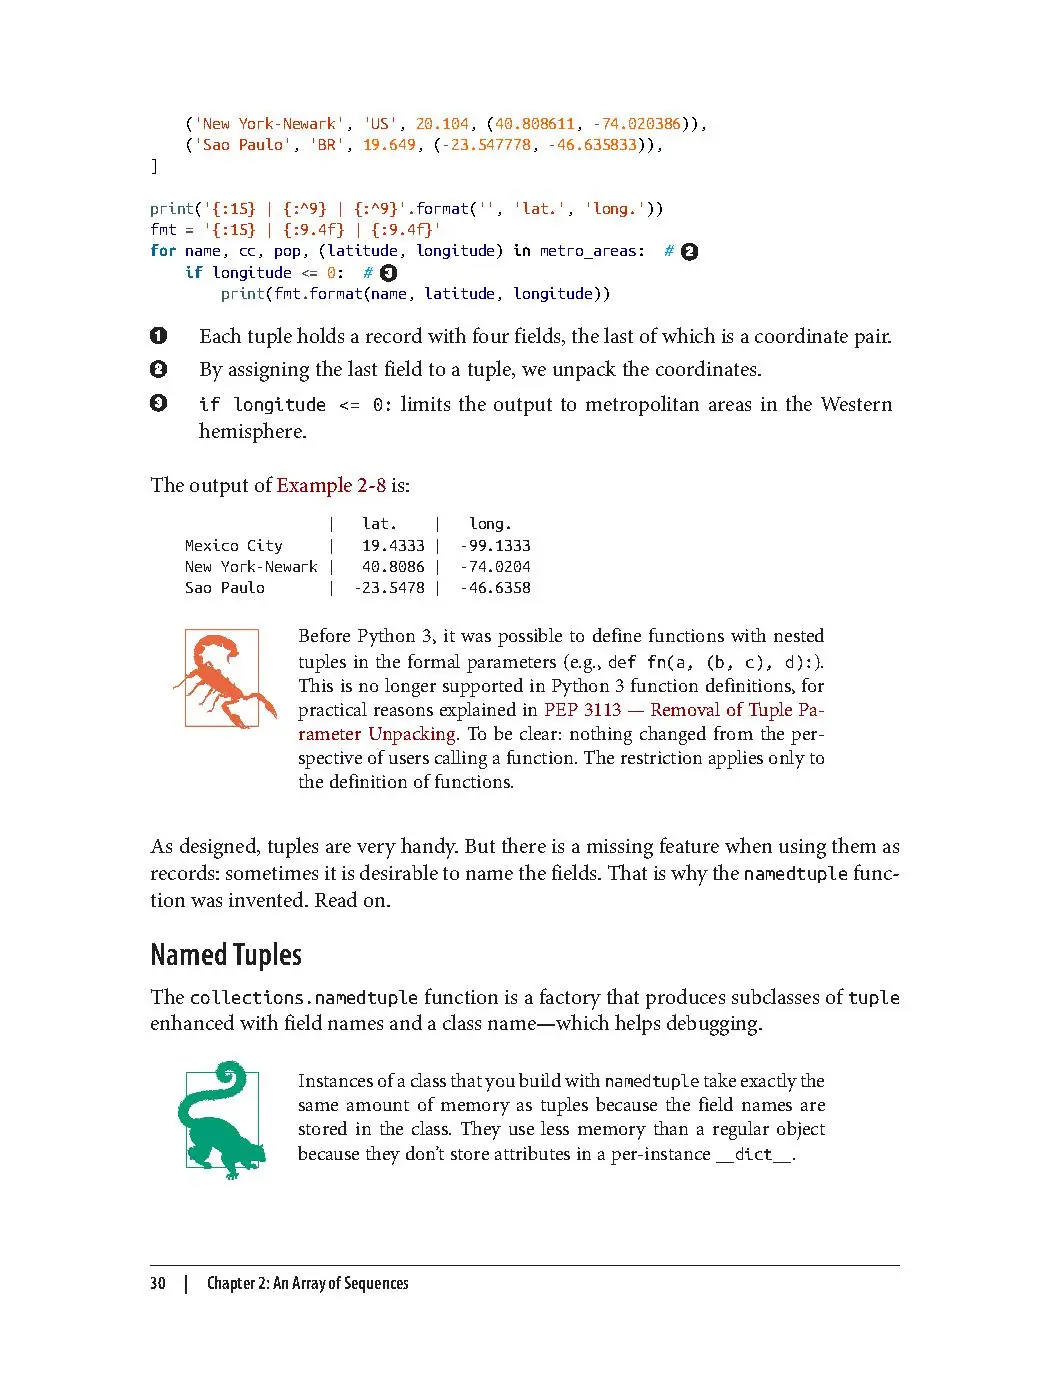 ('New York-Newark', 'US', 20.104, (40.808611, -74.020386)),
('Sao Paulo', 'BR', 19.649, (-23.547778, -46.635833)),
]
print('{:15} | {:^9} | {:^9}'.format('', 'lat.', 'long.'))
fmt = '{:15} | {:9.4f} | {:9.4f}'
for name, cc, pop, (latitude, longitude) in metro_areas: # 2
if longitude <= 0: # 3
print(fmt.format(name, latitude, longitude))
1 Each tuple holds a record with four fields, the last of which is a coordinate pair.
2 By assigning the last field to a tuple, we unpack the coordinates.
3 if longitude <= 0: limits the output to metropolitan areas in the Western
hemisphere.
The output of Example 2-8 is:
| lat. | long.
Mexico City | 19.4333 | -99.1333
New York-Newark | 40.8086 | -74.0204
Sao Paulo | -23.5478 | -46.6358
Before Python 3, it was possible to define functions with nested
tuples in the formal parameters (e.g., def fn(a, (b, c), d):).
This is no longer supported in Python 3 function definitions, for
practical reasons explained in PEP 3113 — Removal of Tuple Pa-
rameter Unpacking. To be clear: nothing changed from the per-
spective of users calling a function. The restriction applies only to
the definition of functions.
As designed, tuples are very handy. But there is a missing feature when using them as
records: sometimes it is desirable to name the fields. That is why the namedtuple func-
tion was invented. Read on.
Named Tuples
The collections.namedtuple function is a factory that produces subclasses of tuple
enhanced with field names and a class name—which helps debugging.
Instances of a class that you build with namedtuple take exactly the
same amount of memory as tuples because the field names are
stored in the class. They use less memory than a regular object
because they don't store attributes in a per-instance __dict__.
30 | Chapter 2: An Array of Sequences